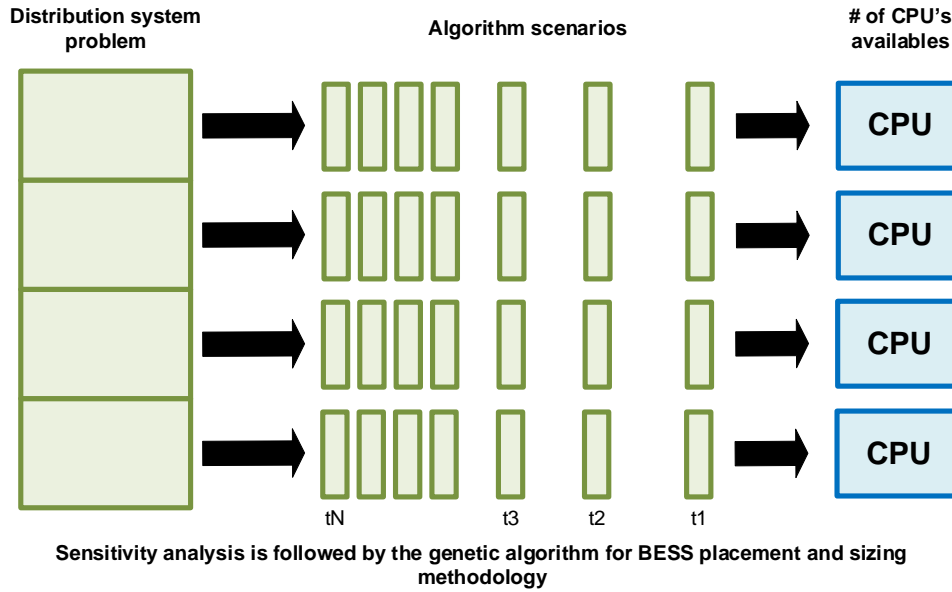 Distribution system
problem
Algorithm scenarios
# of CPU's
availables
CPU
CPU
CPU
CPU
tN
t3
t2
t1
Sensitivity analysis is followed by the genetic algorithm for BESS placement and sizing
methodology